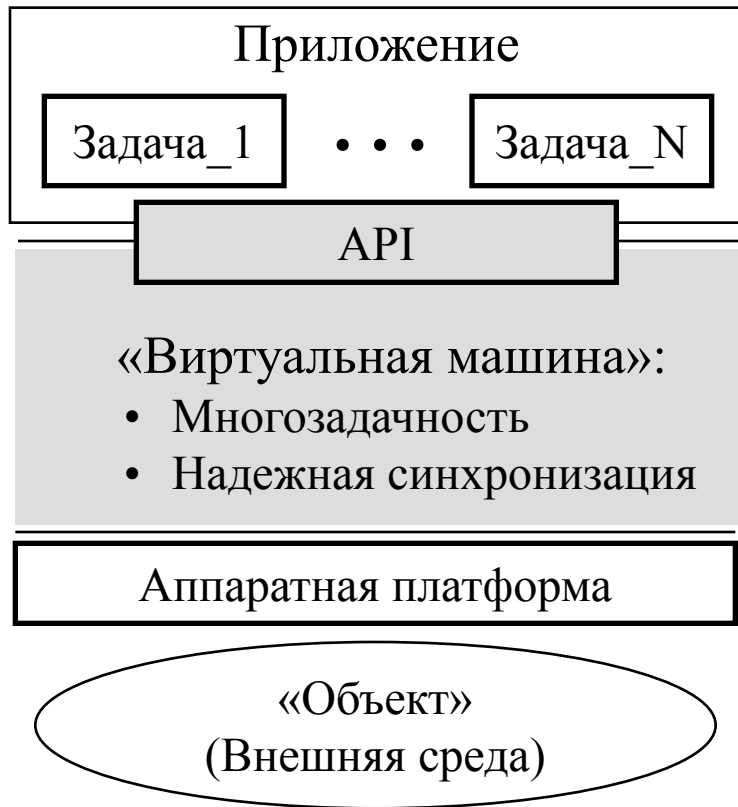 Приложение
Задача_1 • • • Задача_N
API
«Виртуальная машина»:
• Многозадачность
• Надежная синхронизация
Аппаратная платформа
«Объект»
(Внешняя среда)